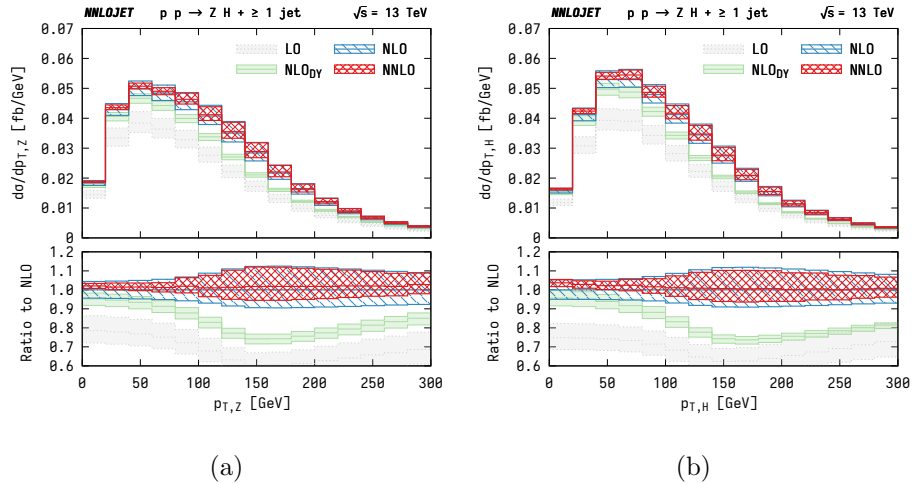 NNLOJET p p → Z H + ≥ 1 jet √s = 13 TeV
dσ/dp_T,Z [fb/GeV]
0.07
0.06
0.05
0.04
0.03
0.02
0.01
0
LO
NLO
NLO_DY
NNLO
Ratio to NLO
1.2
1.1
1.0
0.9
0.8
0.7
0.6
0 50 100 150 200 250 300
p_T,Z [GeV]
(a)
NNLOJET p p → Z H + ≥ 1 jet √s = 13 TeV
dσ/dp_T,H [fb/GeV]
0.07
0.06
0.05
0.04
0.03
0.02
0.01
0
LO
NLO
NLO_DY
NNLO
Ratio to NLO
1.2
1.1
1.0
0.9
0.8
0.7
0.6
0 50 100 150 200 250 300
p_T,H [GeV]
(b)